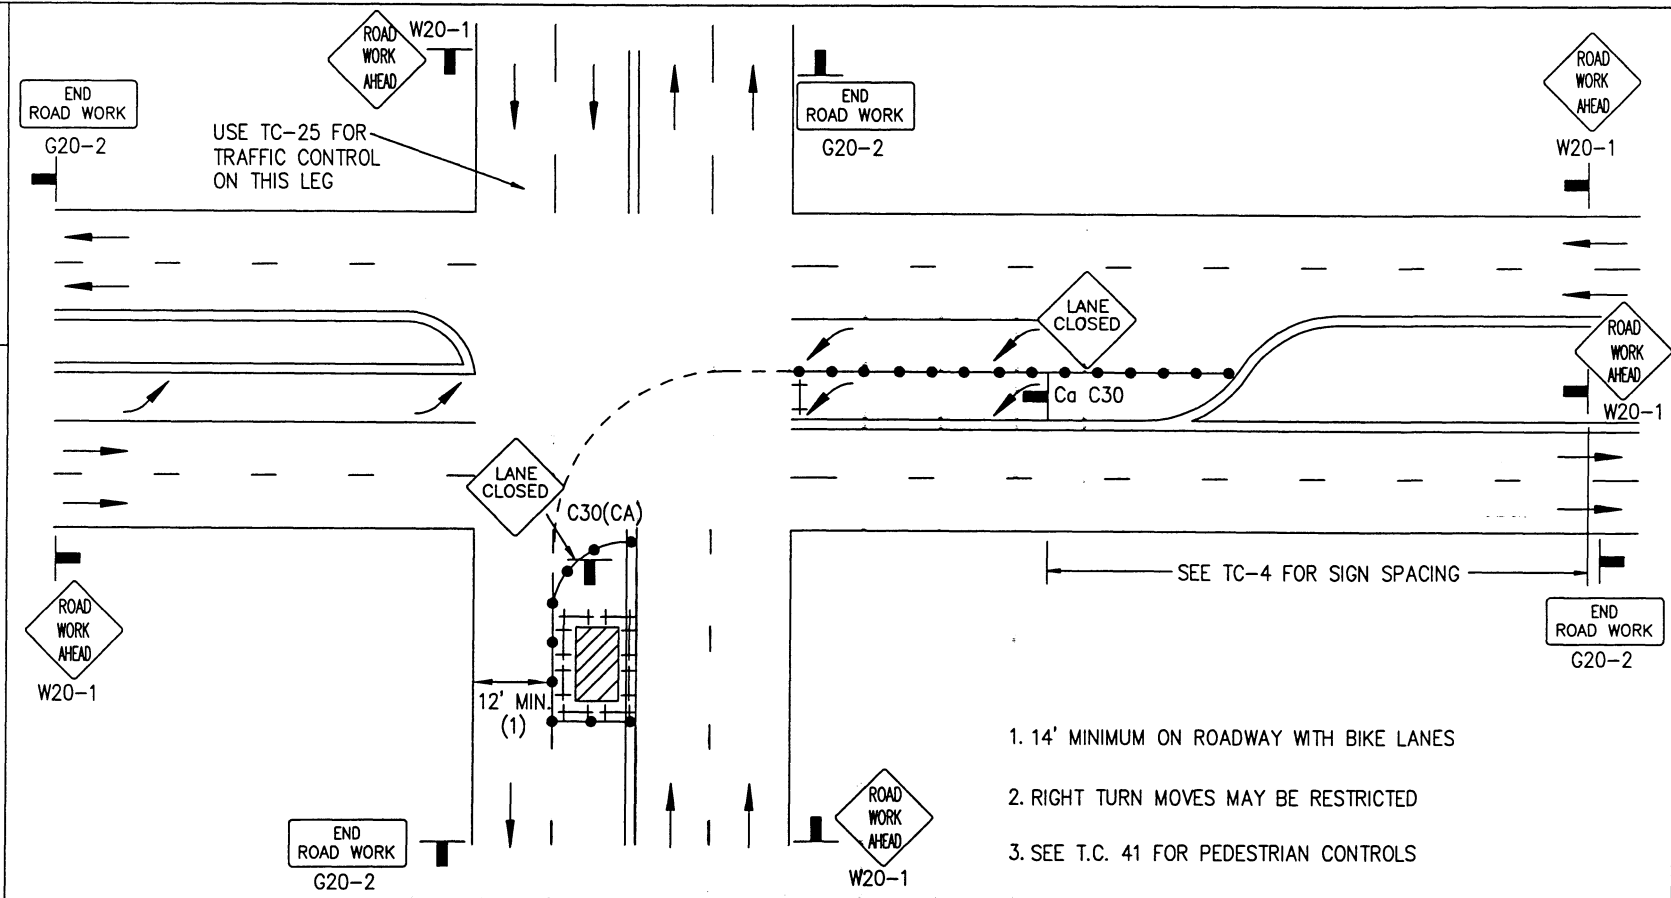 ROAD
WORK
AHEAD
W20-1
END
ROAD WORK
G20-2
USE TC-25 FOR
TRAFFIC CONTROL
ON THIS LEG
END
ROAD WORK
G20-2
ROAD
WORK
AHEAD
W20-1
LANE
CLOSED
Ca C30
ROAD
WORK
AHEAD
W20-1
LANE
CLOSED
C30(CA)
SEE TC-4 FOR SIGN SPACING
ROAD
WORK
AHEAD
W20-1
END
ROAD WORK
G20-2
12' MIN.
(1)
1. 14' MINIMUM ON ROADWAY WITH BIKE LANES
2. RIGHT TURN MOVES MAY BE RESTRICTED
3. SEE T.C. 41 FOR PEDESTRIAN CONTROLS
END
ROAD WORK
G20-2
ROAD
WORK
AHEAD
W20-1